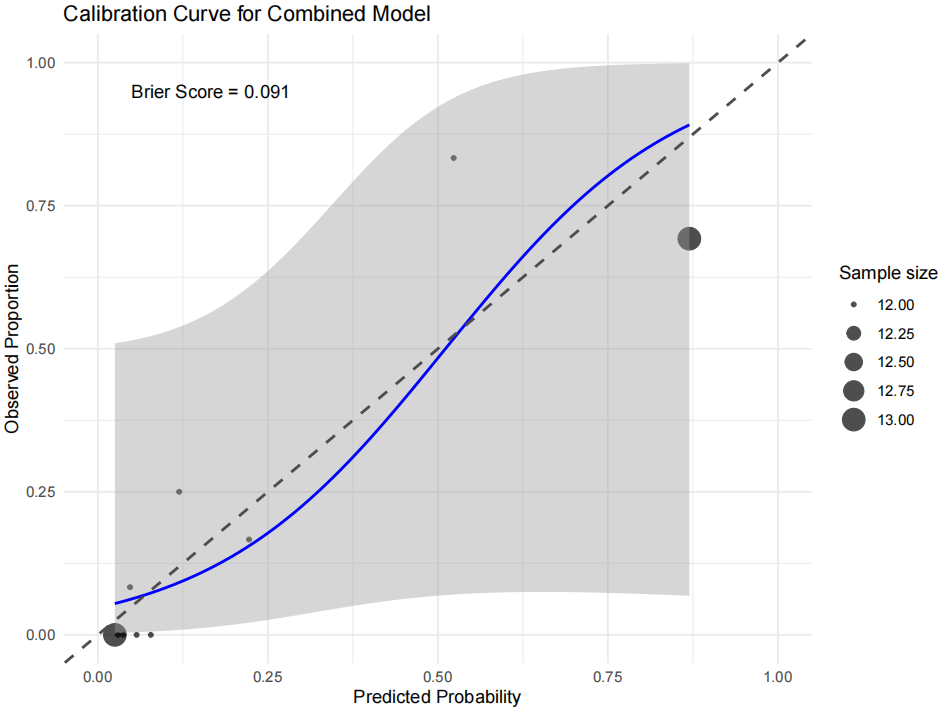 Calibration Curve for Combined Model
Brier Score = 0.091
Observed Proportion
1.00
0.75
0.50
0.25
0.00
0.00 0.25 0.50 0.75 1.00
Predicted Probability
Sample size
12.00
12.25
12.50
12.75
13.00